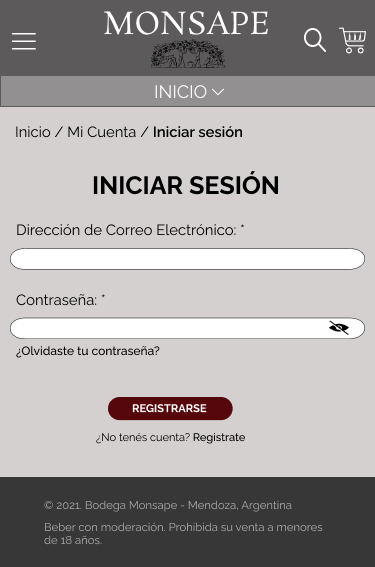 MONSAPE
INICIO
Inicio / Mi Cuenta / Iniciar sesión
INICIAR SESIÓN
Dirección de Correo Electrónico: *
Contraseña: *
¿Olvidaste tu contraseña?
REGISTRARSE
¿No tenés cuenta? Registrate
© 2021. Bodega Monsape - Mendoza, Argentina
Beber con moderación. Prohibida su venta a menores
de 18 años.